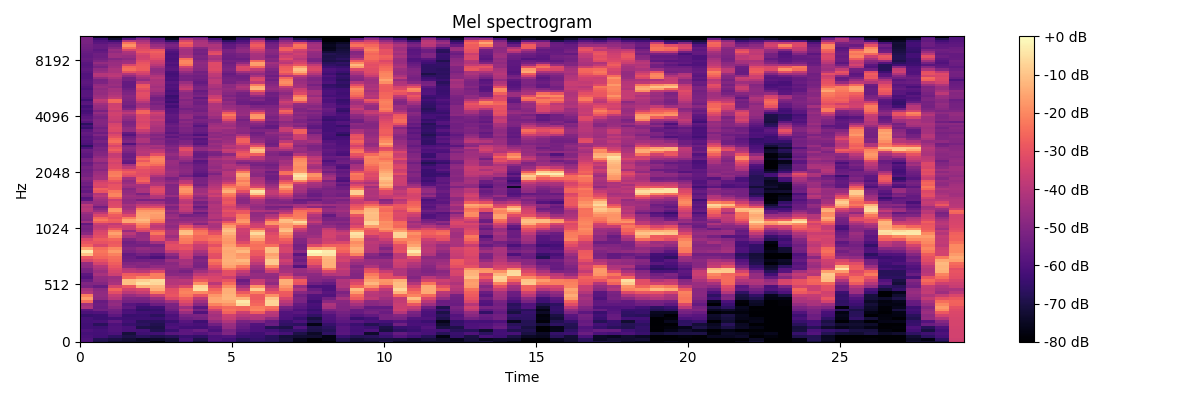 Mel spectrogram
Hz
8192
4096
2048
1024
512
0
0 5 10 15 20 25
Time
+0 dB
-10 dB
-20 dB
-30 dB
-40 dB
-50 dB
-60 dB
-70 dB
-80 dB